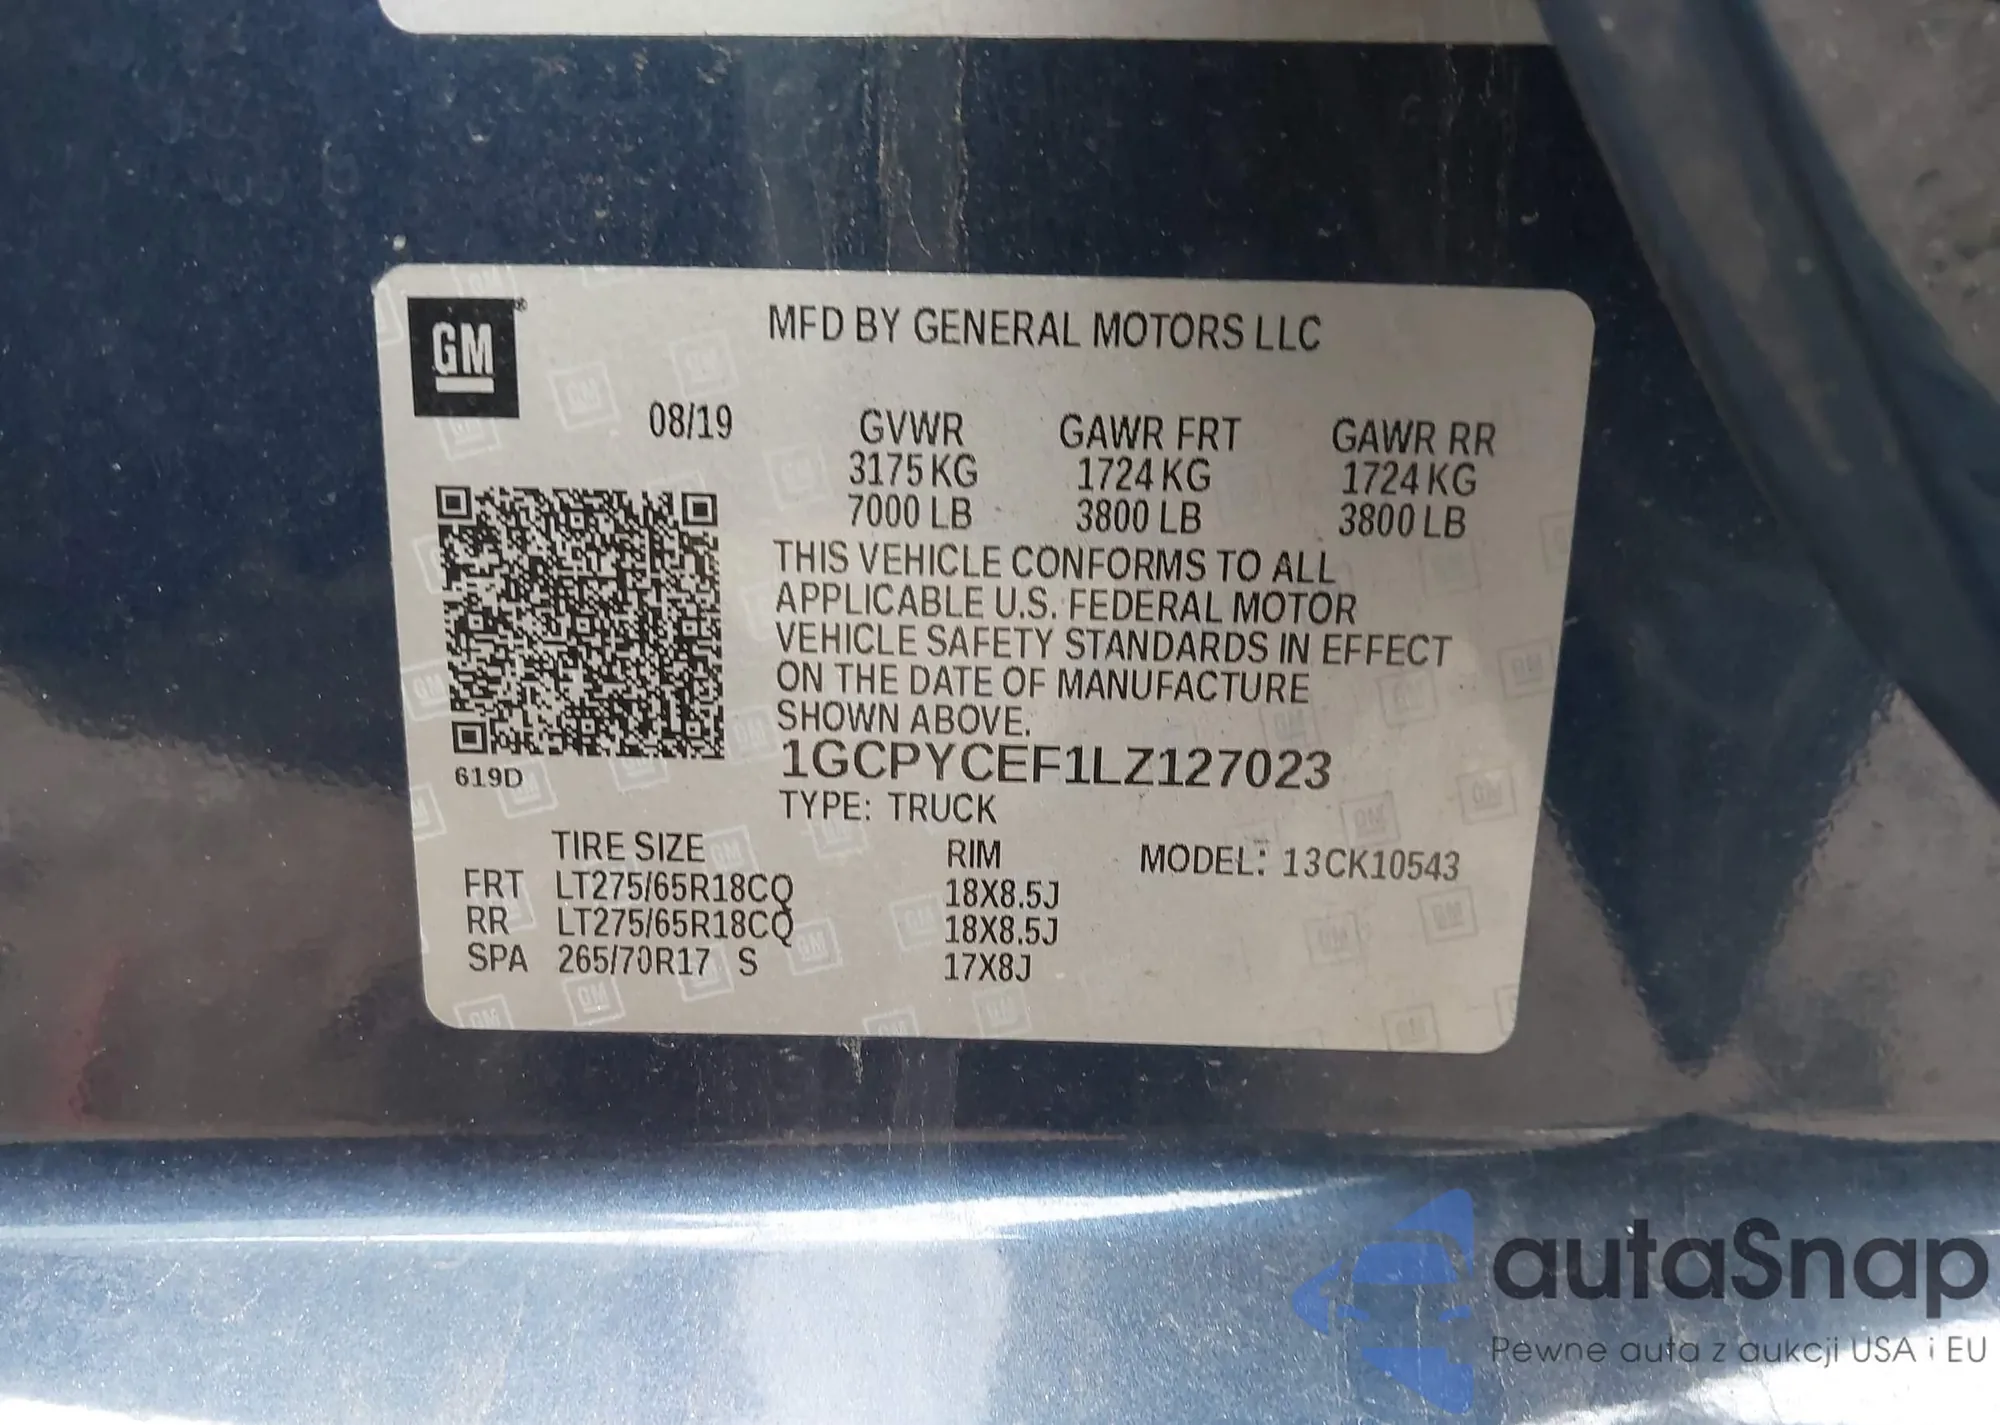 GM
MFD BY GENERAL MOTORS LLC
08/19 GVWR GAWR FRT GAWR RR
3175 KG 1724 KG 1724 KG
7000 LB 3800 LB 3800 LB
THIS VEHICLE CONFORMS TO ALL
APPLICABLE U.S. FEDERAL MOTOR
VEHICLE SAFETY STANDARDS IN EFFECT
ON THE DATE OF MANUFACTURE
SHOWN ABOVE.
1GCPYCEF1LZ127023
619D
TYPE: TRUCK
TIRE SIZE RIM MODEL: 13CK10543
FRT LT275/65R18CQ 18X8.5J
RR LT275/65R18CQ 18X8.5J
SPA 265/70R17 S 17X8J
autaSnap
Pewne auta z aukcji USA i EU